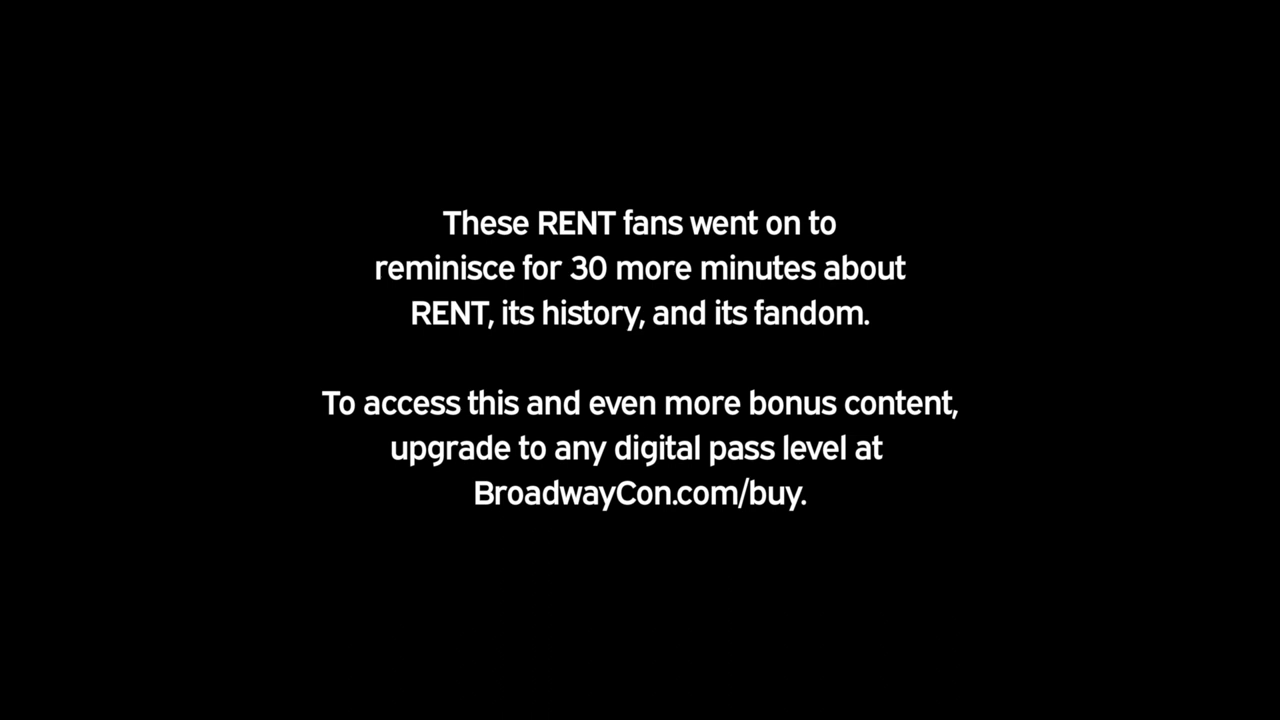 These RENT fans went on to
reminisce for 30 more minutes about
RENT, its history, and its fandom.
To access this and even more bonus content,
upgrade to any digital pass level at
BroadwayCon.com/buy.